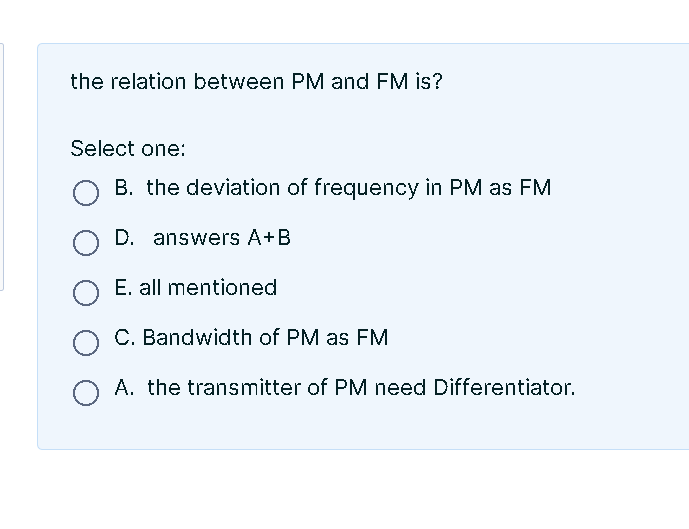 the relation between PM and FM is?
Select one:
B. the deviation of frequency in PM as FM
D. answers A+B
E. all mentioned
C. Bandwidth of PM as FM
A. the transmitter of PM need Differentiator.